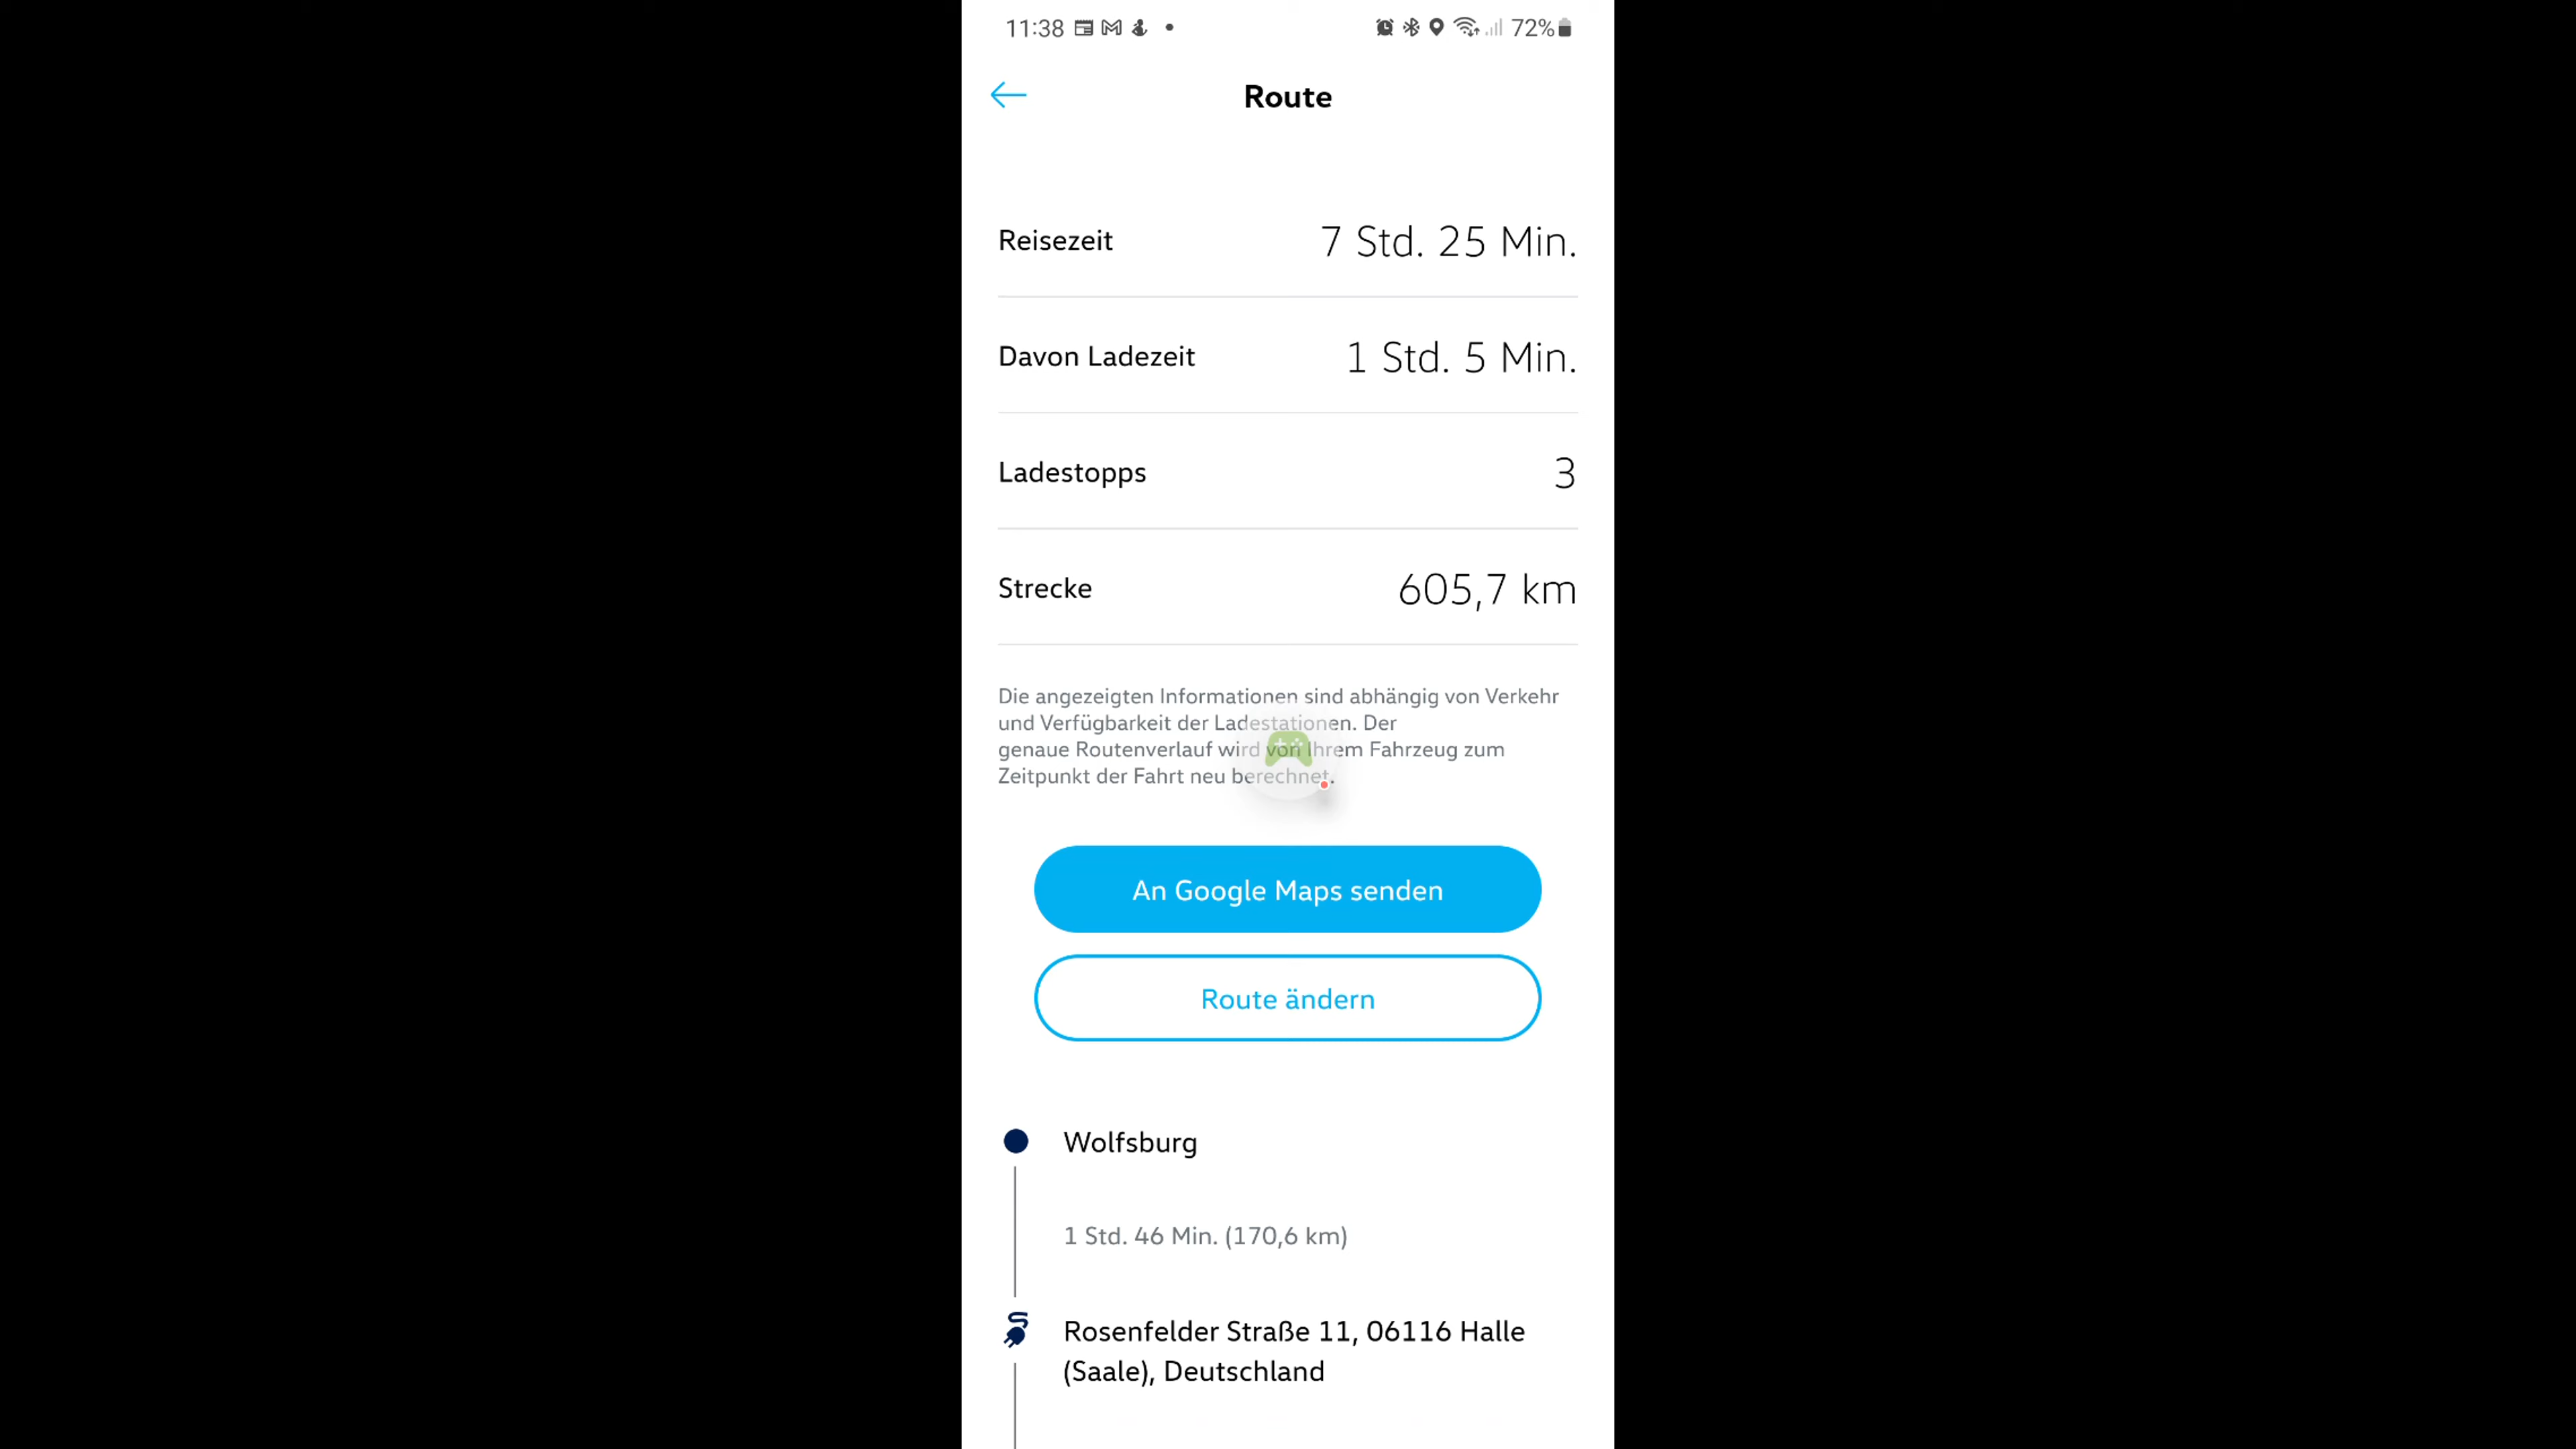 11:38
72%
Route
Reisezeit 7 Std. 25 Min.
Davon Ladezeit 1 Std. 5 Min.
Ladestopps 3
Strecke 605,7 km
Die angezeigten Informationen sind abhängig von Verkehr
und Verfügbarkeit der Ladestationen. Der
genaue Routenverlauf wird von Ihrem Fahrzeug zum
Zeitpunkt der Fahrt neu berechnet.
An Google Maps senden
Route ändern
Wolfsburg
1 Std. 46 Min. (170,6 km)
Rosenfelder Straße 11, 06116 Halle
(Saale), Deutschland